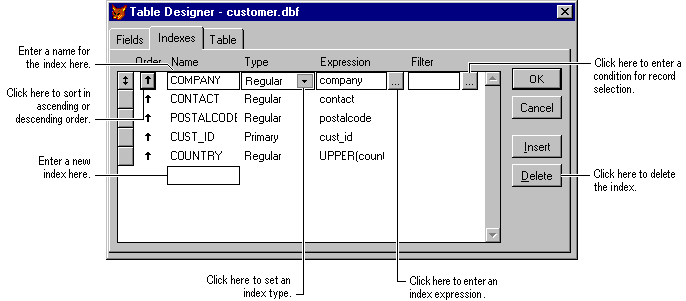 Table Designer - customer.dbf
Fields Indexes Table
Enter a name for
the index here.
Order Name Type Expression Filter
Click here to enter a
condition for record
selection.
COMPANY Regular company ... ...
OK
Click here to sort in
ascending or
descending order.
CONTACT Regular contact
Cancel
POSTALCODE Regular postalcode
CUST_ID Primary cust_id
Insert
Enter a new
index here.
COUNTRY Regular UPPER(count
Delete
Click here to delete
the index.
Click here to set an
index type.
Click here to enter an
index expression.